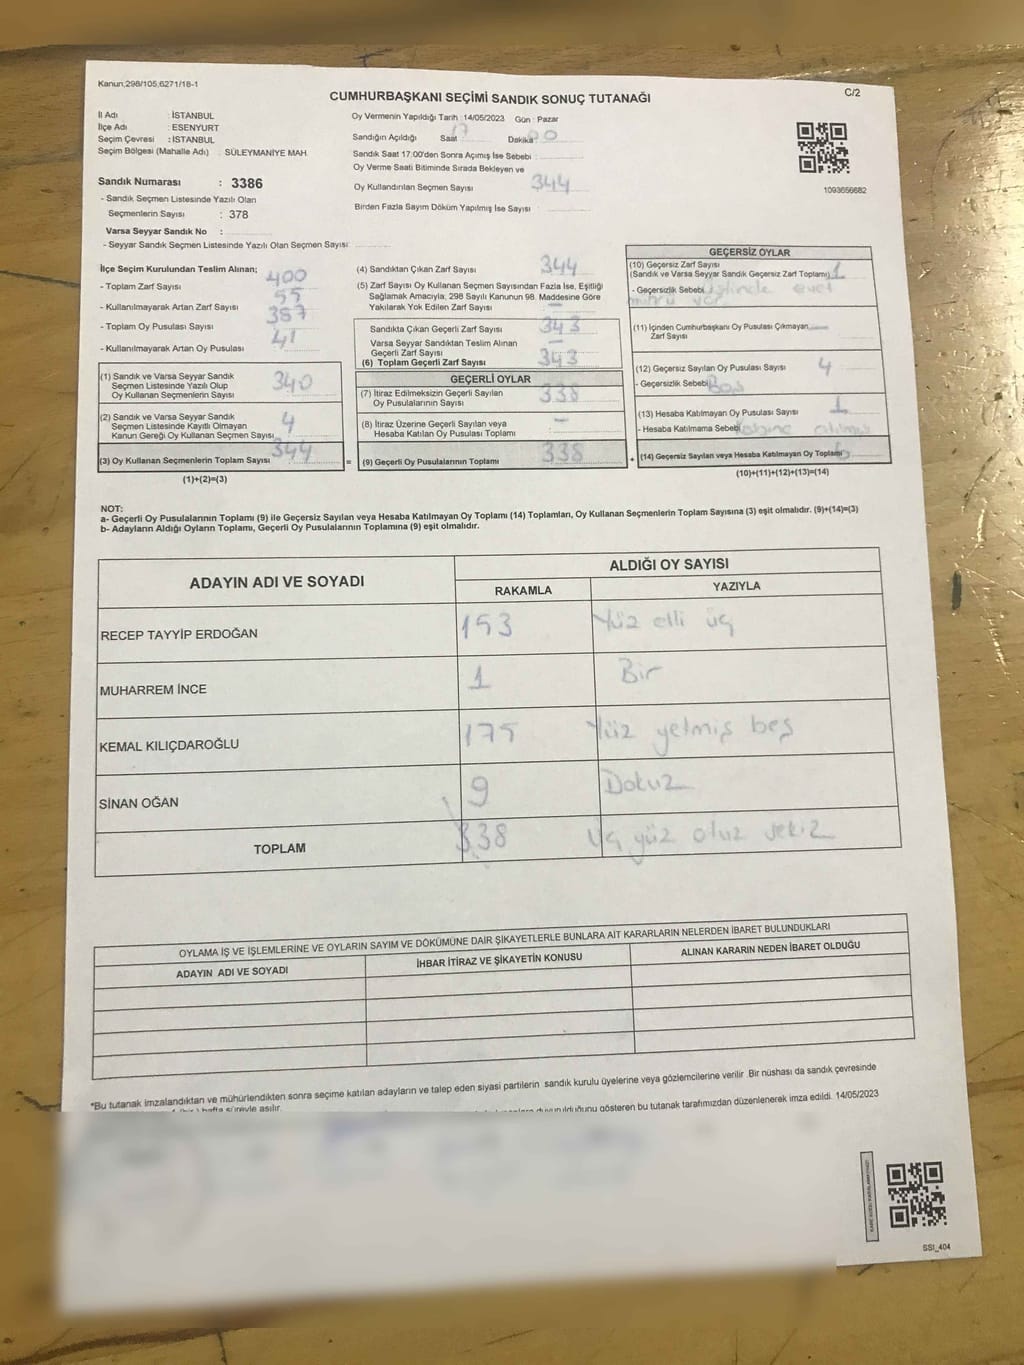 Kanun;298/105,6271/18-1
C/2
CUMHURBAŞKANI SEÇİMİ SANDIK SONUÇ TUTANAĞI
İl Adı : İSTANBUL
İlçe Adı : ESENYURT
Seçim Çevresi : İSTANBUL
Seçim Bölgesi (Mahalle Adı) : SÜLEYMANİYE MAH.
Sandık Numarası : 3386
- Sandık Seçmen Listesinde Yazılı Olan
Seçmenlerin Sayısı : 378
Varsa Seyyar Sandık No :
- Seyyar Sandık Seçmen Listesinde Yazılı Olan Seçmen Sayısı:
Oy Vermenin Yapıldığı Tarih : 14/05/2023 Gün : Pazar
Sandığın Açıldığı Saat : 17 Dakika : 00
Sandık Saat 17:00'den Sonra Açımış İse Sebebi :
Oy Verme Saati Bitiminde Sırada Bekleyen ve
Oy Kullandırılan Seçmen Sayısı 344
Birden Fazla Sayım Döküm Yapılmış İse Sayısı :
1093656682
İlçe Seçim Kurulundan Teslim Alınan;
- Toplam Zarf Sayısı 400
- Kullanılmayarak Artan Zarf Sayısı 55
- Toplam Oy Pusulası Sayısı 387
- Kullanılmayarak Artan Oy Pusulası 41
(1) Sandık ve Varsa Seyyar Sandık
Seçmen Listesinde Yazılı Olup
Oy Kullanan Seçmenlerin Sayısı 340
(2) Sandık ve Varsa Seyyar Sandık
Seçmen Listesinde Kayıtlı Olmayan
Kanun Gereği Oy Kullanan Seçmen Sayısı 4
(3) Oy Kullanan Seçmenlerin Toplam Sayısı 344
(1)+(2)=(3)
(4) Sandıktan Çıkan Zarf Sayısı 344
(5) Zarf Sayısı Oy Kullanan Seçmen Sayısından Fazla İse, Eşitliği
Sağlamak Amacıyla; 298 Sayılı Kanunun 98. Maddesine Göre
Yakılarak Yok Edilen Zarf Sayısı -
Sandıkta Çıkan Geçerli Zarf Sayısı 343
Varsa Seyyar Sandıktan Teslim Alınan
Geçerli Zarf Sayısı -
(6) Toplam Geçerli Zarf Sayısı 343
GEÇERLİ OYLAR
(7) İtiraz Edilmeksizin Geçerli Sayılan
Oy Pusulalarının Sayısı 338
(8) İtiraz Üzerine Geçerli Sayılan veya
Hesaba Katılan Oy Pusulası Toplamı -
= (9) Geçerli Oy Pusulalarının Toplamı 338
GEÇERSİZ OYLAR
(10) Geçersiz Zarf Sayısı
(Sandık ve Varsa Seyyar Sandık Geçersiz Zarf Toplamı) 1
- Geçersizlik Sebebi: üstünde evet
mührü var
(11) İçinden Cumhurbaşkanı Oy Pusulası Çıkmayan
Zarf Sayısı
(12) Geçersiz Sayılan Oy Pusulası Sayısı 4
- Geçersizlik Sebebi: Boş
(13) Hesaba Katılmayan Oy Pusulası Sayısı 1
- Hesaba Katılmama Sebebi
+ (14) Geçersiz Sayılan veya Hesaba Katılmayan Oy Toplamı 6
(10)+(11)+(12)+(13)=(14)
NOT:
a- Geçerli Oy Pusulalarının Toplamı (9) ile Geçersiz Sayılan veya Hesaba Katılmayan Oy Toplamı (14) Toplamları, Oy Kullanan Seçmenlerin Toplam Sayısına (3) eşit olmalıdır. (9)+(14)=(3)
b- Adayların Aldığı Oyların Toplamı, Geçerli Oy Pusulalarının Toplamına (9) eşit olmalıdır.
ADAYIN ADI VE SOYADI ALDIĞI OY SAYISI
RAKAMLA YAZIYLA
RECEP TAYYİP ERDOĞAN 153 Yüz elli üç
MUHARREM İNCE 1 Bir
KEMAL KILIÇDAROĞLU 175 Yüz yetmiş beş
SİNAN OĞAN 9 Dokuz
TOPLAM 338 Üç yüz otuz sekiz
OYLAMA İŞ VE İŞLEMLERİNE VE OYLARIN SAYIM VE DÖKÜMÜNE DAİR ŞİKAYETLERLE BUNLARA AİT KARARLARIN NELERDEN İBARET BULUNDUKLARI
ADAYIN ADI VE SOYADI İHBAR İTİRAZ VE ŞİKAYETİN KONUSU ALINAN KARARIN NEDEN İBARET OLDUĞU
*Bu tutanak imzalandıktan ve mühürlendikten sonra seçime katılan adayların ve talep eden siyasi partilerin sandık kurulu üyelerine veya gözlemcilerine verilir .Bir nüshası da sandık çevresinde
hafta süreyle asılır. duyurulduğunu gösteren bu tutanak tarafımızdan düzenlenerek imza edildi. 14/05/2023
SSI_404